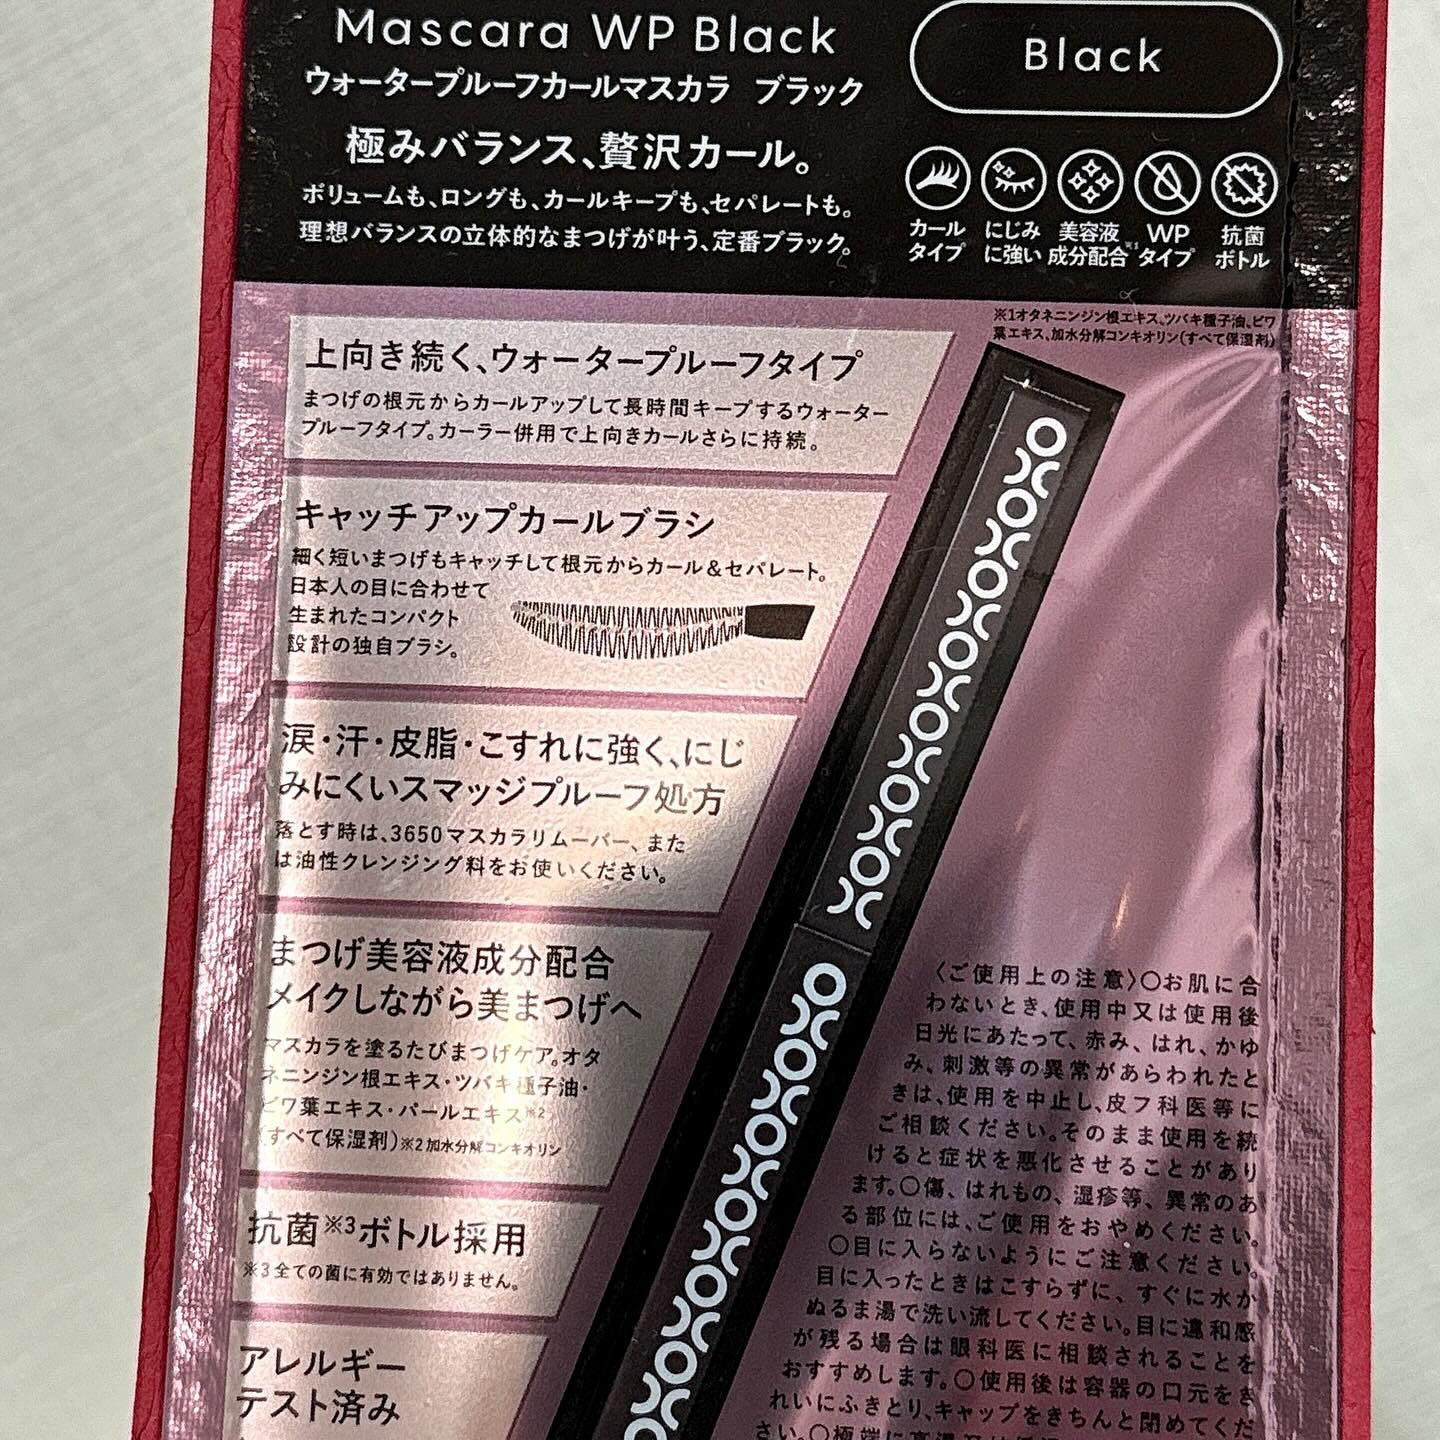 Mascara WP Black
ウォータープルーフカールマスカラ ブラック
Black
極みバランス、贅沢カール。
ボリュームも、ロングも、カールキープも、セパレートも。
理想バランスの立体的なまつげが叶う、定番ブラック。
カール
タイプ
にじみ
に強い
美容液
成分配合※1
WP
タイプ
抗菌
ボトル
※1オタネニンジン根エキス、ツバキ種子油、ビワ
葉エキス、加水分解コンキオリン(すべて保湿剤)
上向き続く、ウォータープルーフタイプ
まつげの根元からカールアップして長時間キープするウォーター
プルーフタイプ。カーラー併用で上向きカールさらに持続。
キャッチアップカールブラシ
細く短いまつげもキャッチして根元からカール&セパレート。
日本人の目に合わせて
生まれたコンパクト
設計の独自ブラシ。
涙・汗・皮脂・こすれに強く、にじ
みにくいスマッジプルーフ処方
落とす時は、3650マスカラリムーバー、また
は油性クレンジング料をお使いください。
まつげ美容液成分配合
メイクしながら美まつげへ
マスカラを塗るたびまつげケア。オタ
ネニンジン根エキス・ツバキ種子油・
ビワ葉エキス・パールエキス※2
(すべて保湿剤)※2加水分解コンキオリン
抗菌※3ボトル採用
※3全ての菌に有効ではありません。
アレルギー
テスト済み
〈ご使用上の注意〉○お肌に合
わないとき、使用中又は使用後
日光にあたって、赤み、はれ、かゆ
み、刺激等の異常があらわれたと
きは、使用を中止し、皮フ科医等に
ご相談ください。そのまま使用を続
けると症状を悪化させることがあり
ます。○傷、はれもの、湿疹等、異常のあ
る部位には、ご使用をおやめください。
○目に入らないようにご注意ください。
目に入ったときはこすらずに、すぐに水か
ぬるま湯で洗い流してください。目に違和感
が残る場合は眼科医に相談されることを
おすすめします。○使用後は容器の口元をき
れいにふきとり、キャップをきちんと閉めてくだ
さい。○極端に高温又は低温